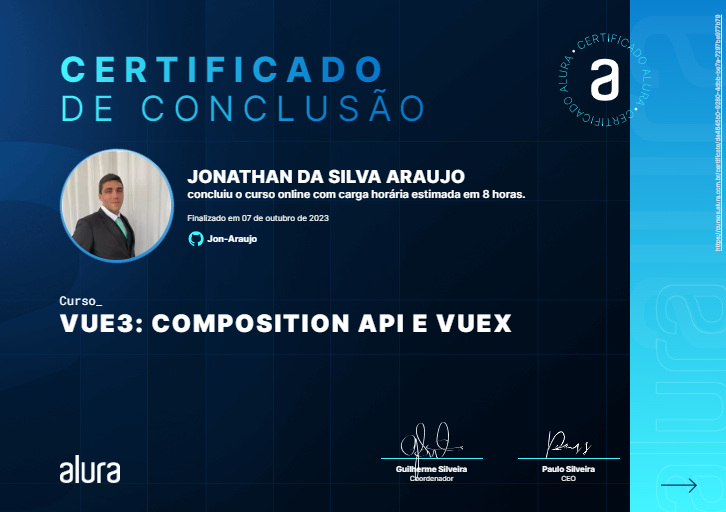 CERTIFICADO
DE CONCLUSÃO
CERTIFICADO ALURA • CERTIFICADO ALURA •
a
JONATHAN DA SILVA ARAUJO
concluiu o curso online com carga horária estimada em 8 horas.
Finalizado em 07 de outubro de 2023
Jon-Araujo
Curso_
VUE3: COMPOSITION API E VUEX
Guilherme Silveira
Coordenador
Paulo Silveira
CEO
alura
alura